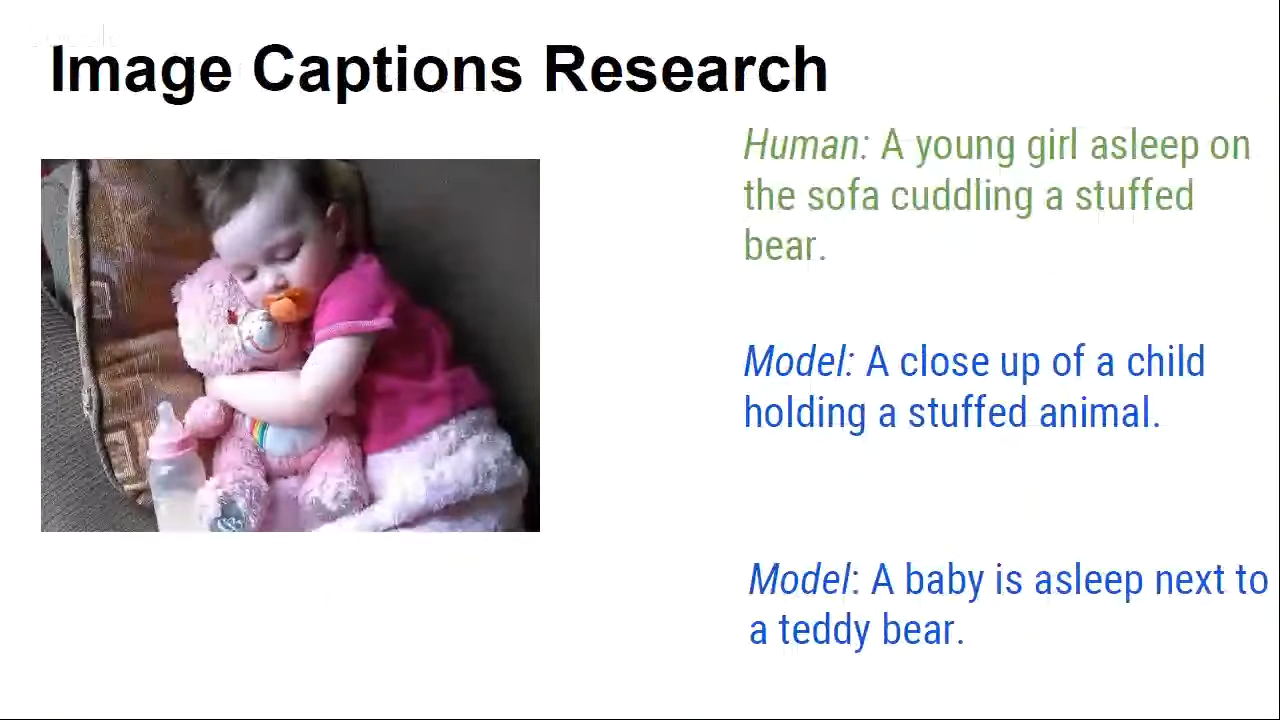 Image Captions Research
Human: A young girl asleep on
the sofa cuddling a stuffed
bear.
Model: A close up of a child
holding a stuffed animal.
Model: A baby is asleep next to
a teddy bear.